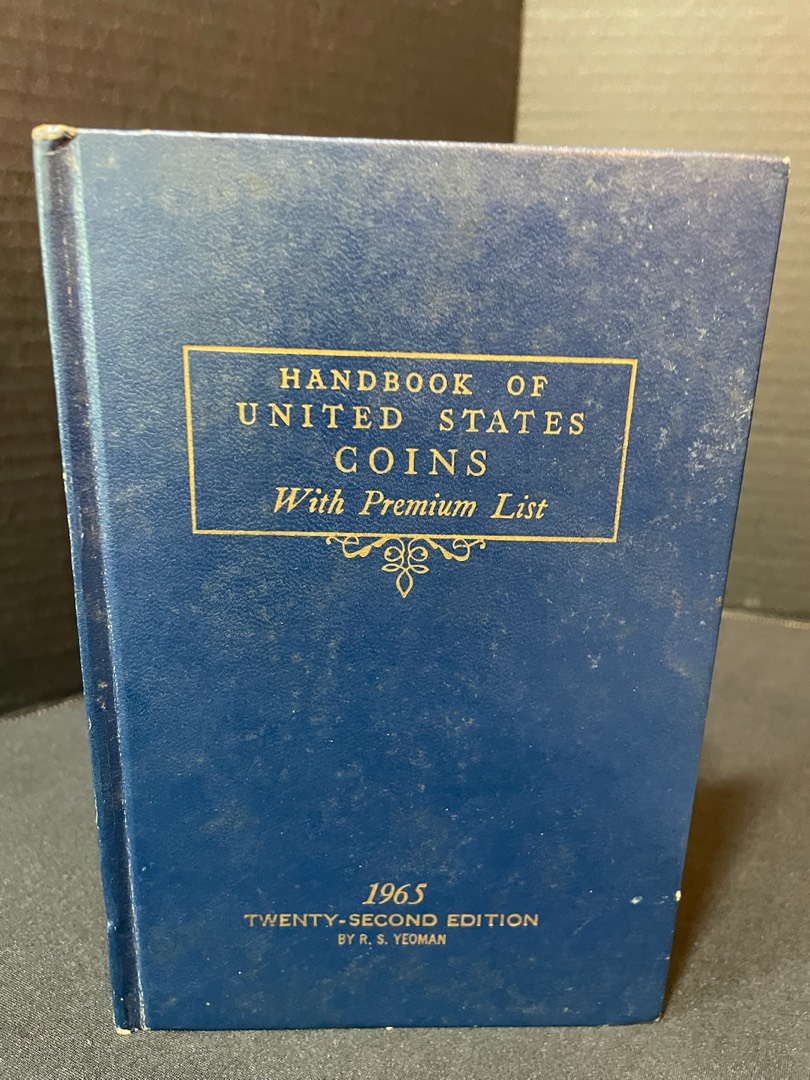 HANDBOOK OF
UNITED STATES
COINS
With Premium List
1965
TWENTY-SECOND EDITION
BY R. S. YEOMAN